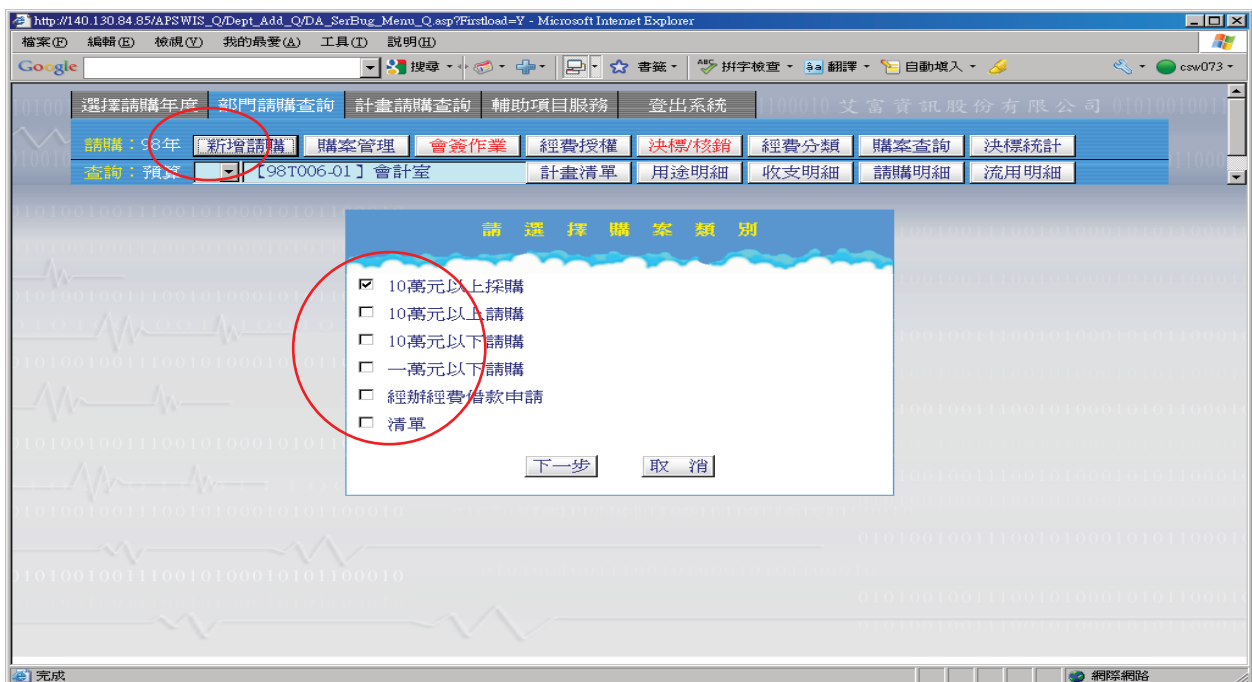 http://140.130.84.85/APSWIS_Q/Dept_Add_Q/DA_SerBug_Menu_Q.asp?Firstload=Y - Microsoft Internet Explorer
檔案(F) 編輯(E) 檢視(V) 我的最愛(A) 工具(T) 說明(H)
Google 搜尋 書籤 ABC 拼字檢查 翻譯 自動填入 csw073
選擇請購年度 部門請購查詢 計畫請購查詢 輔助項目服務 登出系統 艾富資訊股份有限公司
請購：98年 新增請購 購案管理 會簽作業 經費授權 決標/核銷 經費分類 購案查詢 決標統計
查詢：預算 【98T006-01】會計室 計畫清單 用途明細 收支明細 請購明細 流用明細
請選擇購案類別
10萬元以上採購
10萬元以上請購
10萬元以下請購
一萬元以下請購
經辦經費借款申請
清單
下一步 取 消
完成 網際網路